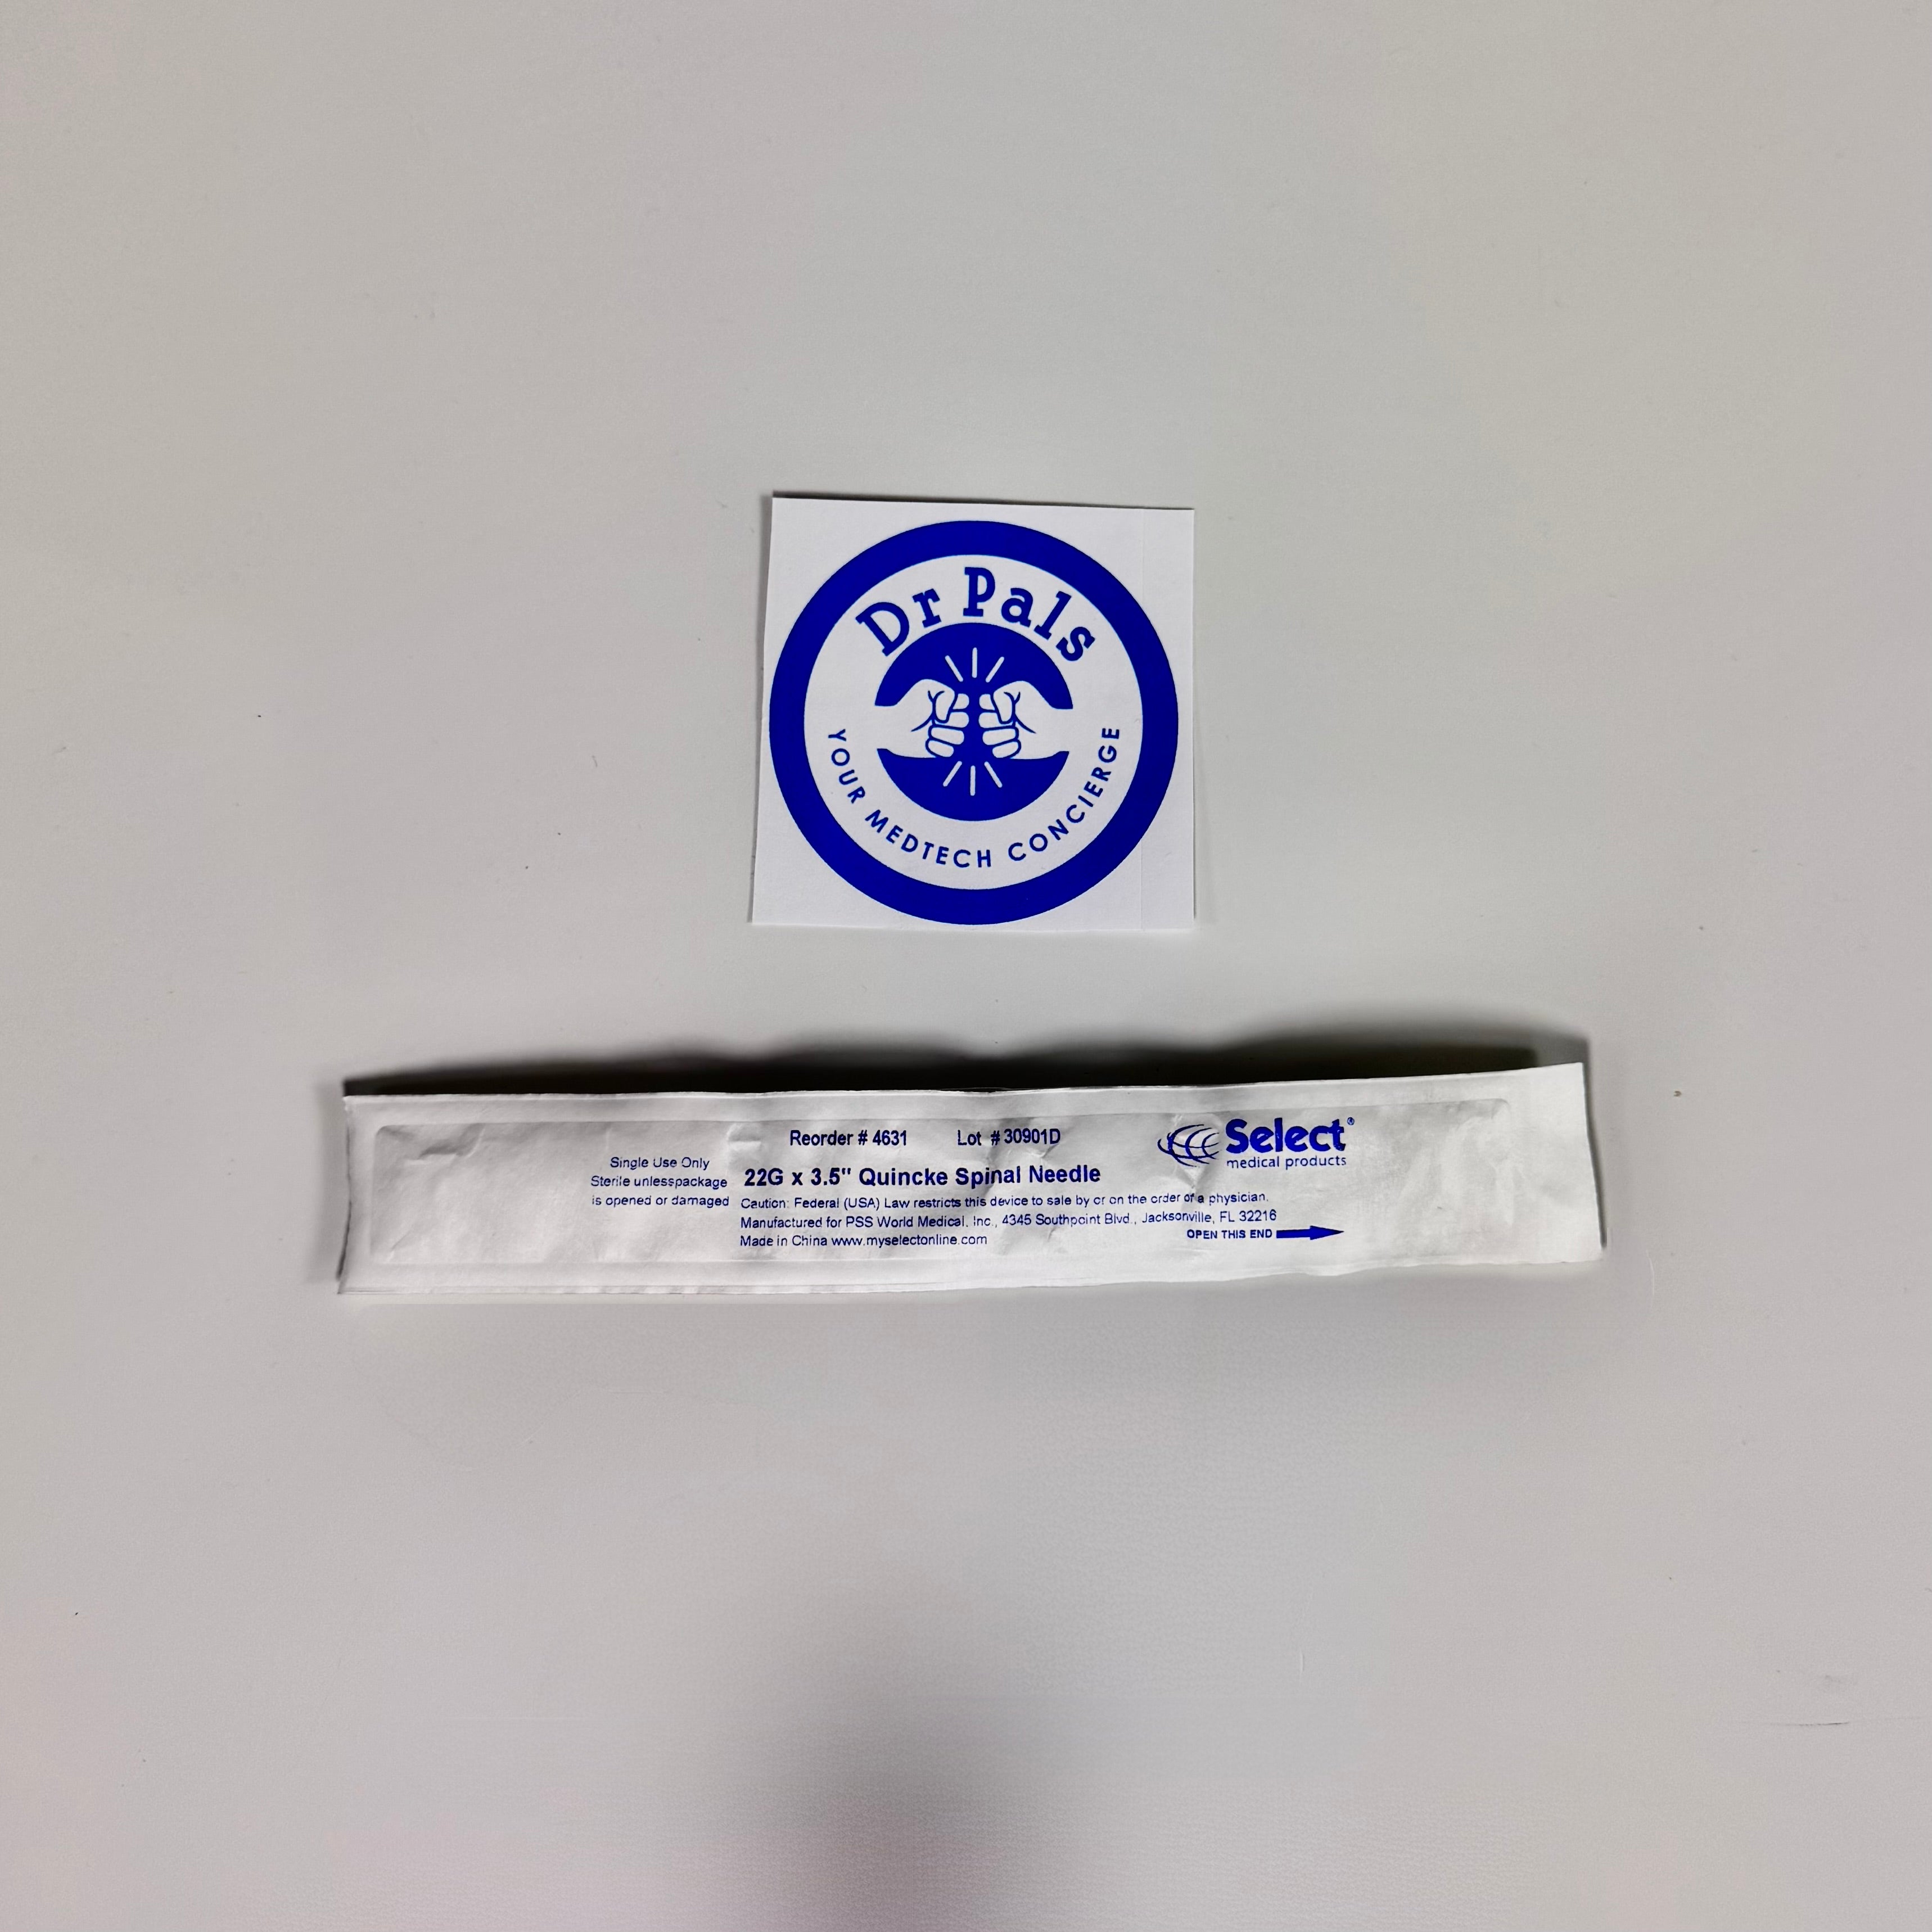 Dr Pals
YOUR MEDTECH CONCIERGE
Reorder # 4631 Lot # 30901D
Select®
medical products
Single Use Only
Sterile unlesspackage
is opened or damaged
22G x 3.5" Quincke Spinal Needle
Caution: Federal (USA) Law restricts this device to sale by or on the order of a physician.
Manufactured for PSS World Medical, Inc., 4345 Southpoint Blvd., Jacksonville, FL 32216
Made in China www.myselectonline.com
OPEN THIS END